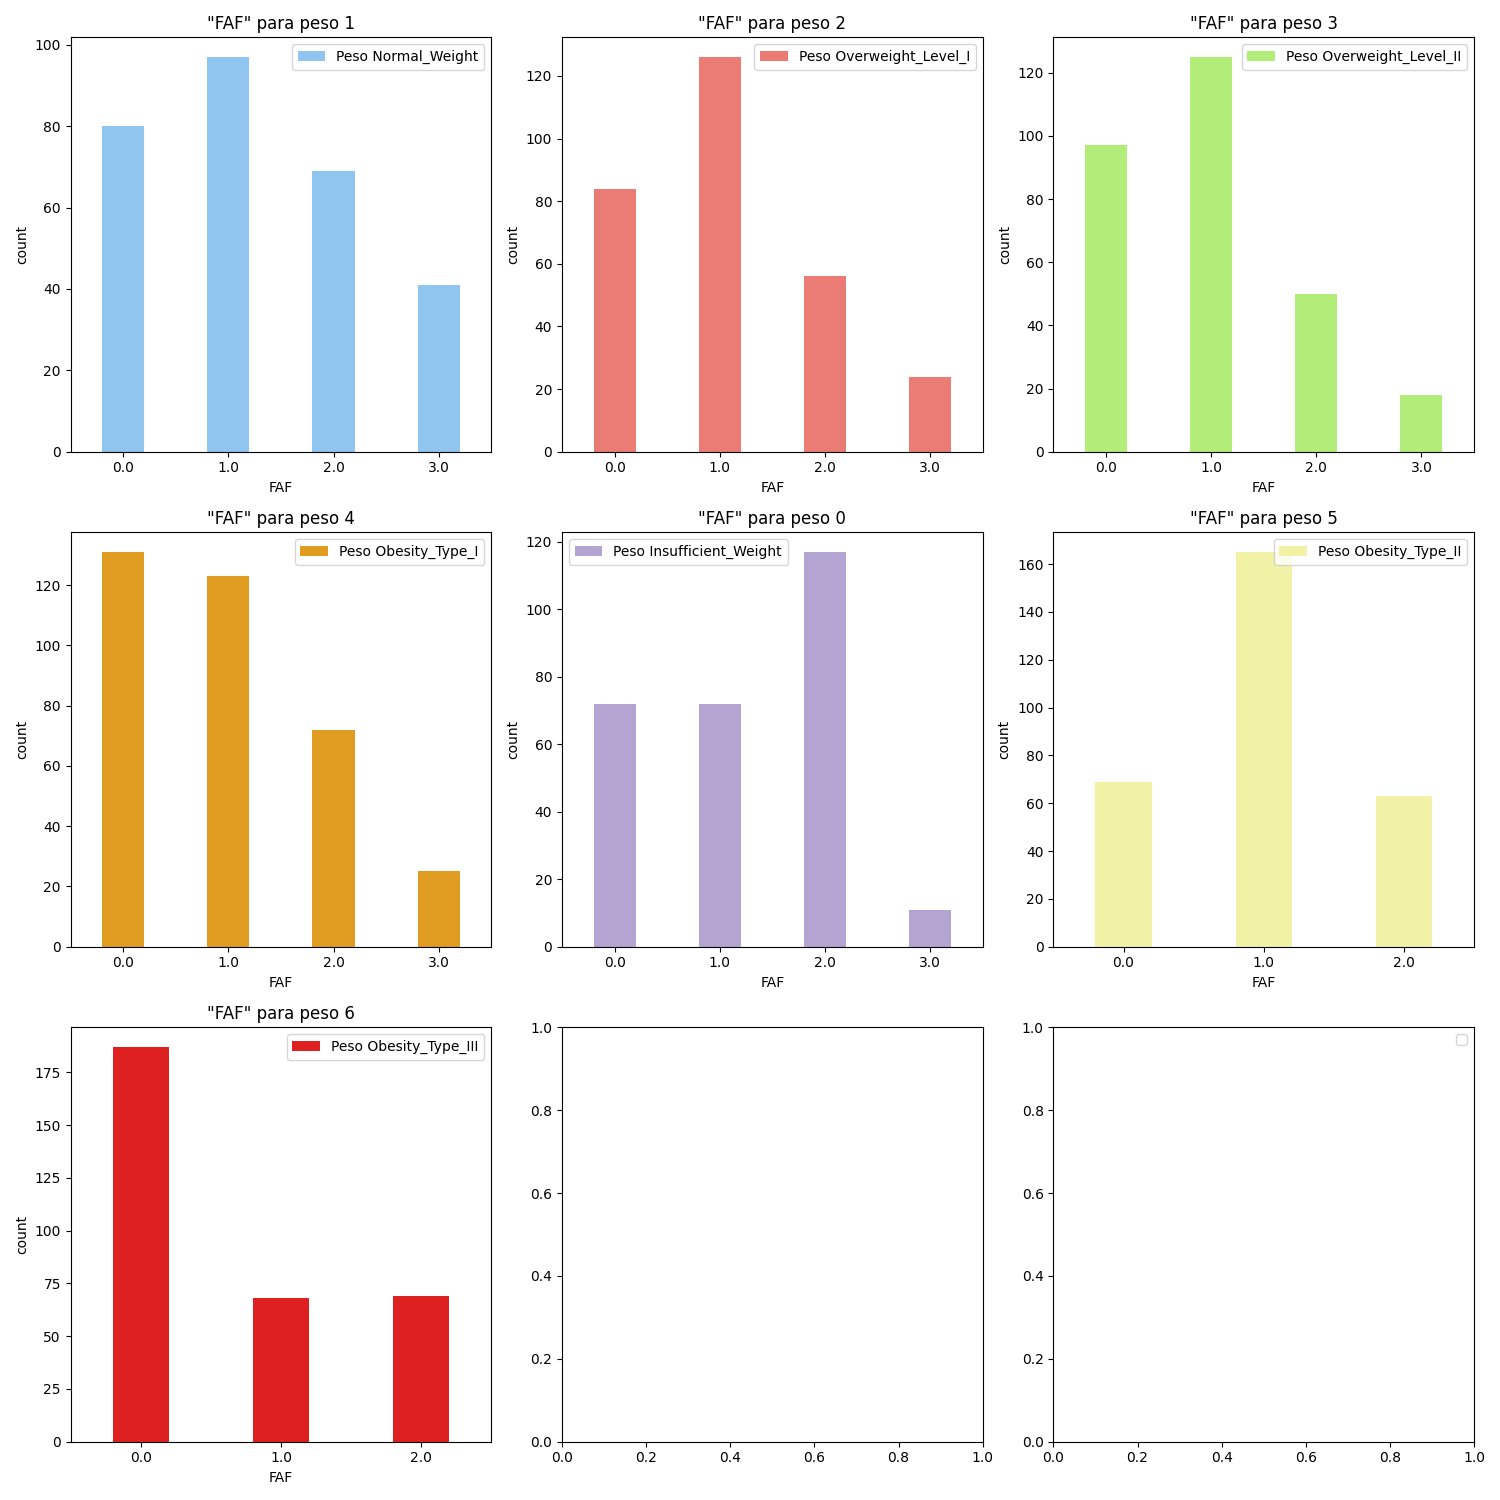 "FAF" para peso 1
Peso Normal_Weight
100
80
60
40
20
0
count
0.0 1.0 2.0 3.0
FAF
"FAF" para peso 2
Peso Overweight_Level_I
120
100
80
60
40
20
0
count
0.0 1.0 2.0 3.0
FAF
"FAF" para peso 3
Peso Overweight_Level_II
120
100
80
60
40
20
0
count
0.0 1.0 2.0 3.0
FAF
"FAF" para peso 4
Peso Obesity_Type_I
120
100
80
60
40
20
0
count
0.0 1.0 2.0 3.0
FAF
"FAF" para peso 0
Peso Insufficient_Weight
120
100
80
60
40
20
0
count
0.0 1.0 2.0 3.0
FAF
"FAF" para peso 5
Peso Obesity_Type_II
160
140
120
100
80
60
40
20
0
count
0.0 1.0 2.0
FAF
"FAF" para peso 6
Peso Obesity_Type_III
175
150
125
100
75
50
25
0
count
0.0 1.0 2.0
FAF
1.0
0.8
0.6
0.4
0.2
0.0
0.0 0.2 0.4 0.6 0.8 1.0
1.0
0.8
0.6
0.4
0.2
0.0
0.0 0.2 0.4 0.6 0.8 1.0